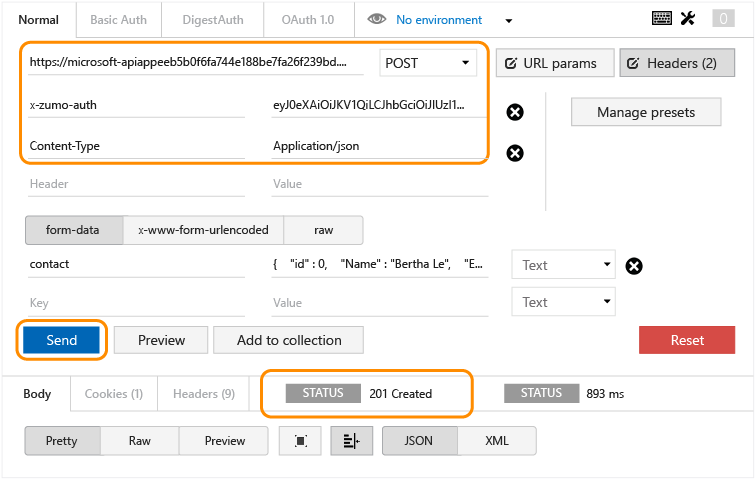 Normal Basic Auth DigestAuth OAuth 1.0 No environment 0
https://microsoft-apiappeeb5b0f6fa744e188be7fa26f239bd.... POST URL params Headers (2)
x-zumo-auth eyJ0eXAiOiJKV1QiLCJhbGciOiJIUzI1... Manage presets
Content-Type Application/json
Header Value
form-data x-www-form-urlencoded raw
contact { "id" : 0, "Name" : "Bertha Le", "E... Text
Key Value Text
Send Preview Add to collection Reset
Body Cookies (1) Headers (9) STATUS 201 Created STATUS 893 ms
Pretty Raw Preview JSON XML